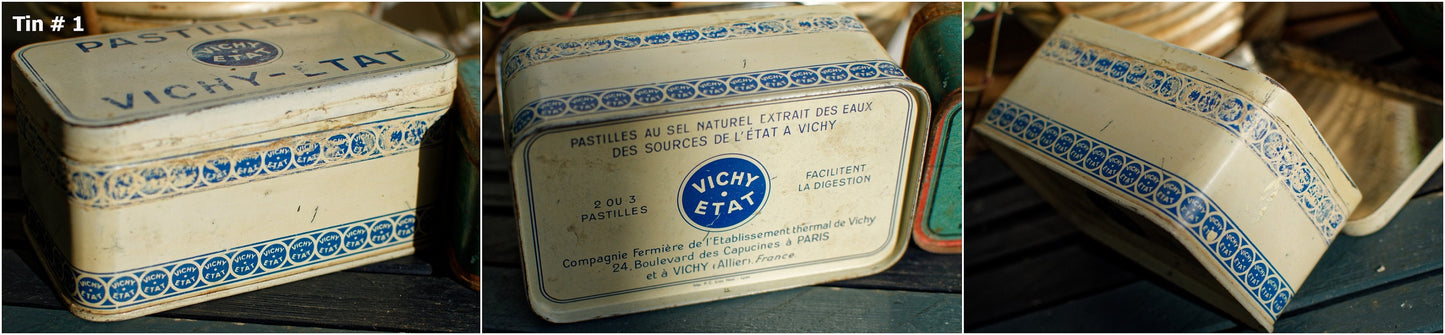 Tin # 1
PASTILLES
VICHY
ETAT
VICHY-ETAT
PASTILLES AU SEL NATUREL EXTRAIT DES EAUX
DES SOURCES DE L'ÉTAT A VICHY
VICHY
ETAT
2 OU 3
PASTILLES
FACILITENT
LA DIGESTION
Compagnie Fermière de l'Etablissement thermal de Vichy
24, Boulevard des Capucines à PARIS
et à VICHY (Allier) France